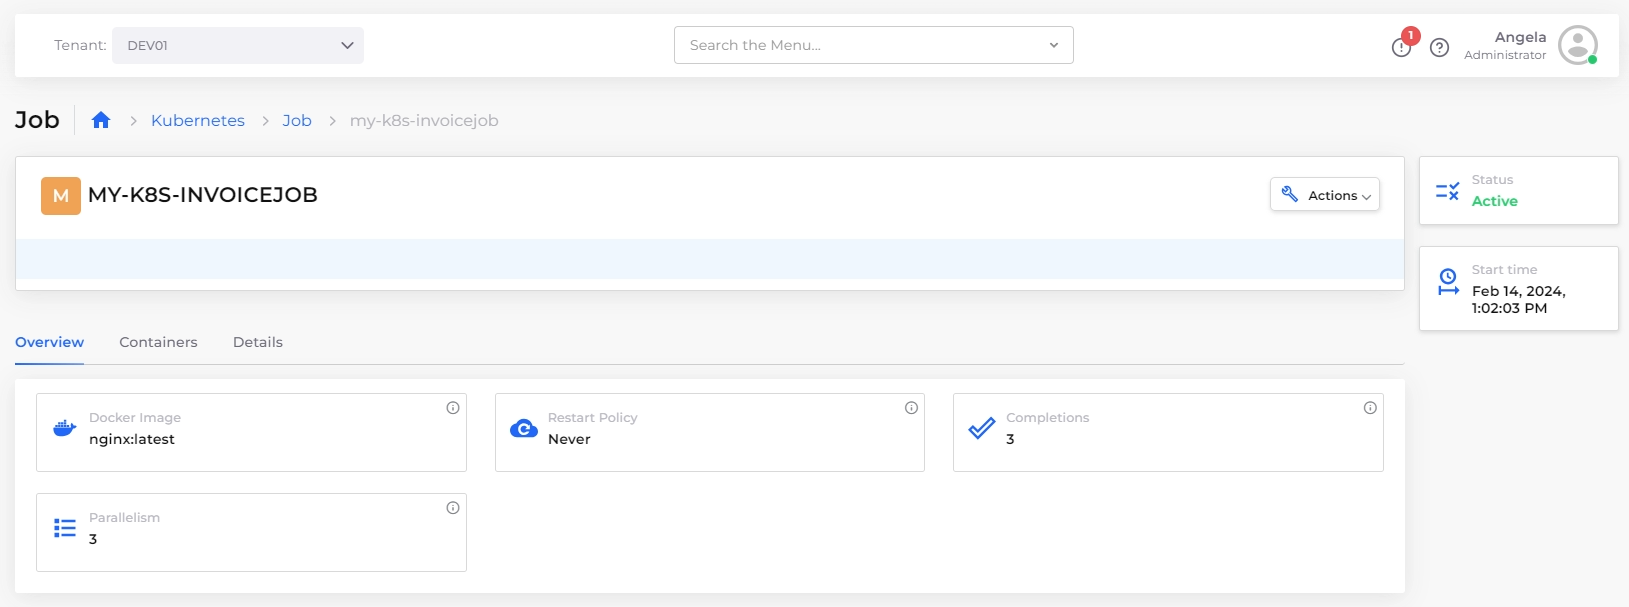 Tenant: DEV01
Search the Menu...
1
Angela
Administrator
Job
Kubernetes
Job
my-k8s-invoicejob
M MY-K8S-INVOICEJOB
Actions
Status
Active
Start time
Feb 14, 2024,
1:02:03 PM
Overview Containers Details
Docker Image
nginx:latest
Restart Policy
Never
Completions
3
Parallelism
3